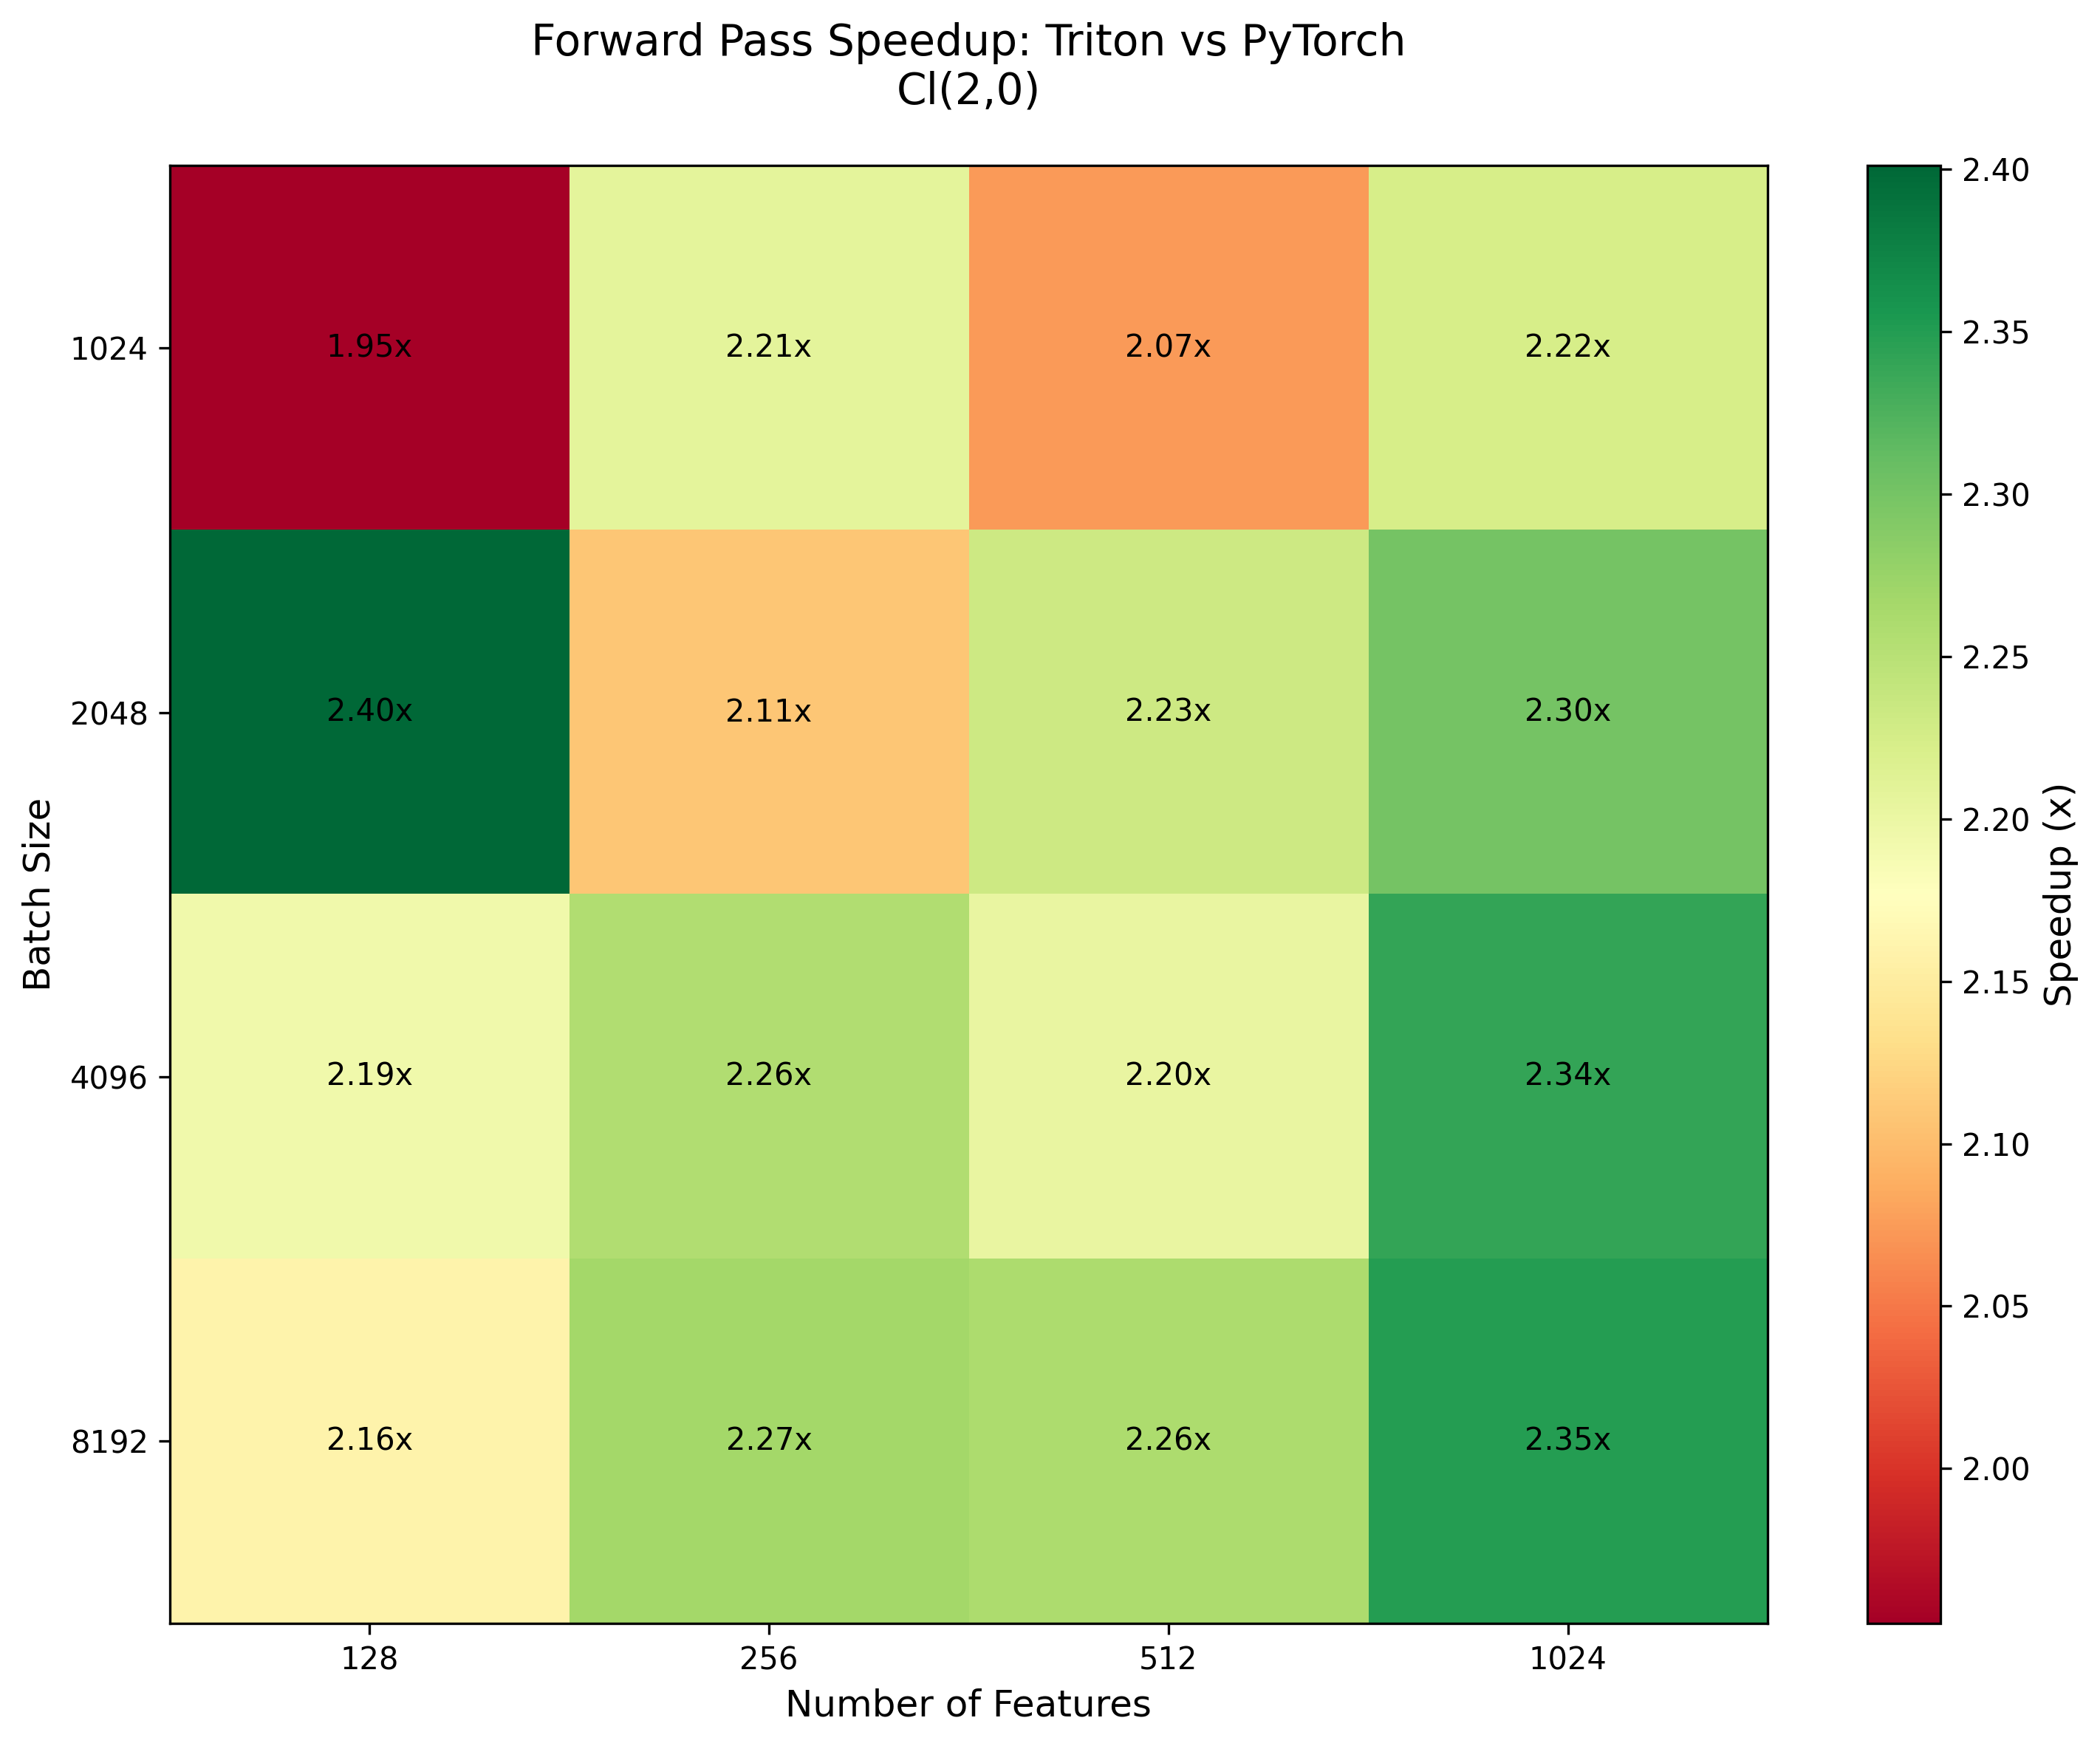 Forward Pass Speedup: Triton vs PyTorch
Cl(2,0)
Batch Size
1024
1.95x 2.21x 2.07x 2.22x
2048
2.40x 2.11x 2.23x 2.30x
4096
2.19x 2.26x 2.20x 2.34x
8192
2.16x 2.27x 2.26x 2.35x
128 256 512 1024
Number of Features
2.40
2.35
2.30
2.25
2.20
2.15
2.10
2.05
2.00
Speedup (x)